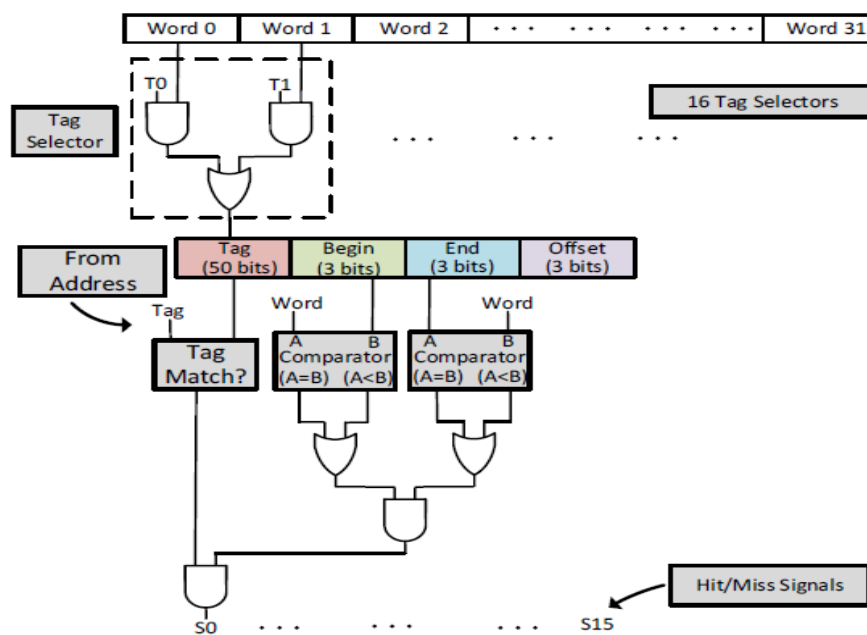 Word 0 Word 1 Word 2 · · · · · · · · · · · · Word 31
T0 T1
16 Tag Selectors
Tag
Selector
· · · · · · · · ·
From
Address
Tag Begin End Offset
(50 bits) (3 bits) (3 bits) (3 bits)
Tag Word Word
A B A B
Tag
Match?
Comparator Comparator
(A=B) (A<B) (A=B) (A<B)
Hit/Miss Signals
S0 · · · · · · · · · S15